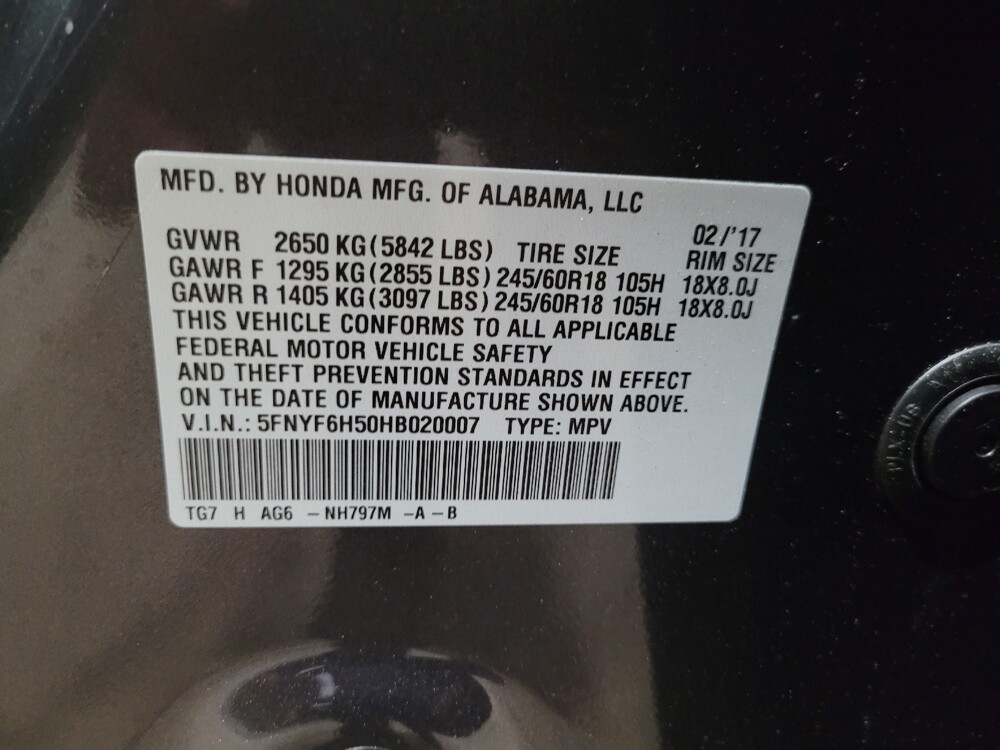 MFD. BY HONDA MFG. OF ALABAMA, LLC
02/'17
GVWR 2650 KG (5842 LBS) TIRE SIZE RIM SIZE
GAWR F 1295 KG (2855 LBS) 245/60R18 105H 18X8.0J
GAWR R 1405 KG (3097 LBS) 245/60R18 105H 18X8.0J
THIS VEHICLE CONFORMS TO ALL APPLICABLE
FEDERAL MOTOR VEHICLE SAFETY
AND THEFT PREVENTION STANDARDS IN EFFECT
ON THE DATE OF MANUFACTURE SHOWN ABOVE.
V.I.N.: 5FNYF6H50HB020007 TYPE: MPV
TG7 H AG6 -NH797M -A-B